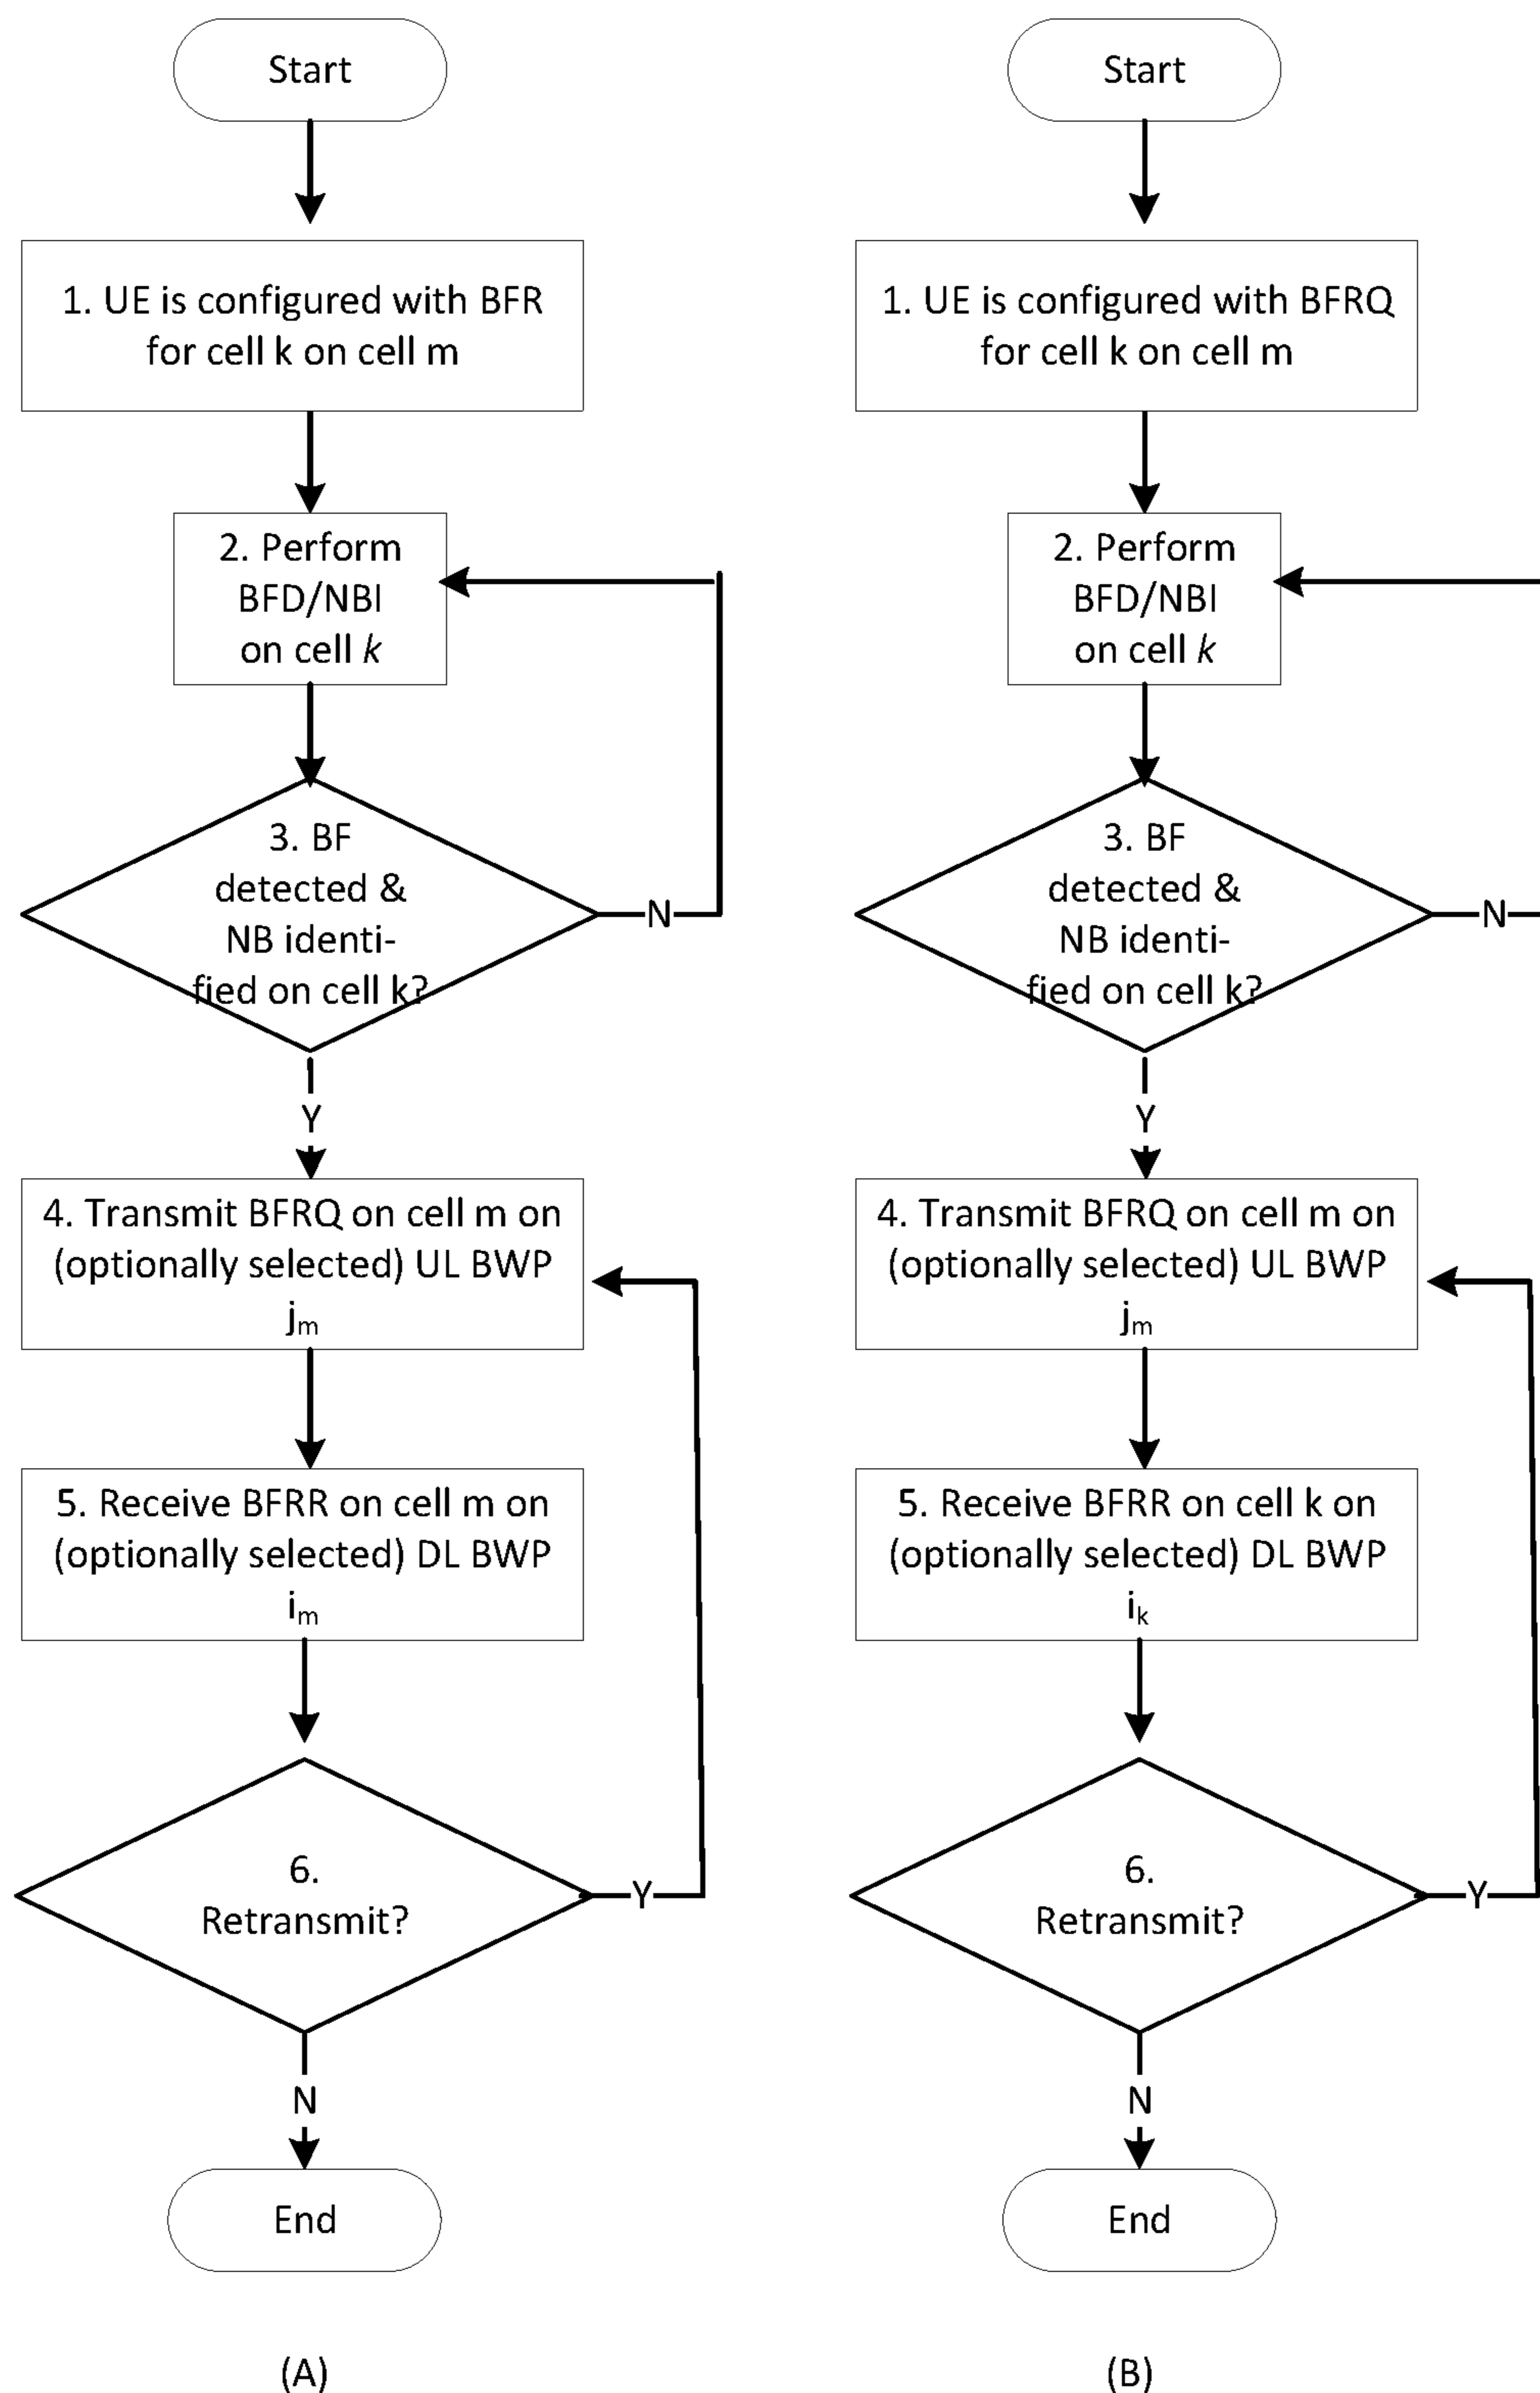 Start
1. UE is configured with BFR
for cell k on cell m
2. Perform
BFD/NBI
on cell k
3. BF
detected &
NB identi-
fied on cell k?
N
Y
4. Transmit BFRQ on cell m on
(optionally selected) UL BWP
jm
5. Receive BFRR on cell m on
(optionally selected) DL BWP
im
6.
Retransmit?
Y
N
End
(A)
Start
1. UE is configured with BFRQ
for cell k on cell m
2. Perform
BFD/NBI
on cell k
3. BF
detected &
NB identi-
fied on cell k?
N
Y
4. Transmit BFRQ on cell m on
(optionally selected) UL BWP
jm
5. Receive BFRR on cell k on
(optionally selected) DL BWP
ik
6.
Retransmit?
Y
N
End
(B)